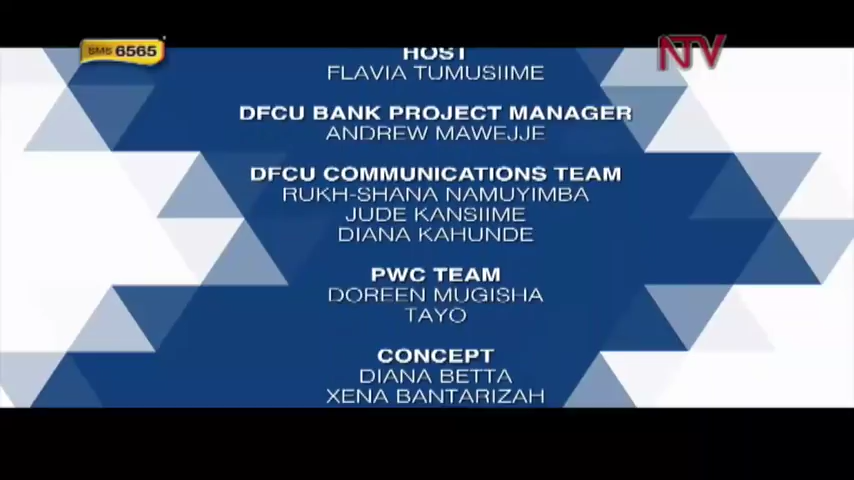 SMS 6565
NTV
HOST
FLAVIA TUMUSIIME
DFCU BANK PROJECT MANAGER
ANDREW MAWEJJE
DFCU COMMUNICATIONS TEAM
RUKH-SHANA NAMUYIMBA
JUDE KANSIIME
DIANA KAHUNDE
PWC TEAM
DOREEN MUGISHA
TAYO
CONCEPT
DIANA BETTA
XENA BANTARIZAH